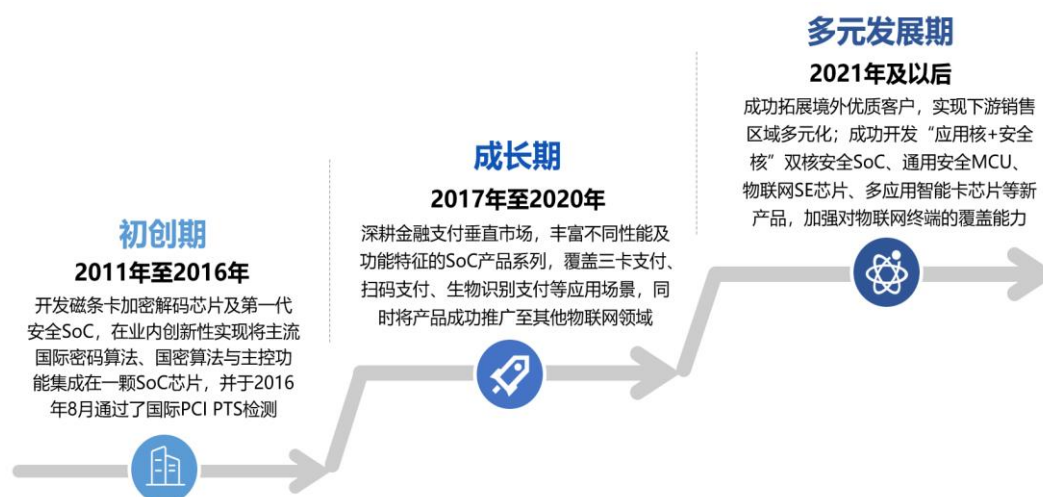 初创期
2011年至2016年
开发磁条卡加密解码芯片及第一代
安全SoC，在业内创新性实现将主流
国际密码算法、国密算法与主控功
能集成在一颗SoC芯片，并于2016
年8月通过了国际PCI PTS检测
成长期
2017年至2020年
深耕金融支付垂直市场，丰富不同性能及
功能特征的SoC产品系列，覆盖三卡支付、
扫码支付、生物识别支付等应用场景，同
时将产品成功推广至其他物联网领域
多元发展期
2021年及以后
成功拓展境外优质客户，实现下游销售
区域多元化；成功开发“应用核+安全
核”双核安全SoC、通用安全MCU、
物联网SE芯片、多应用智能卡芯片等新
产品，加强对物联网终端的覆盖能力